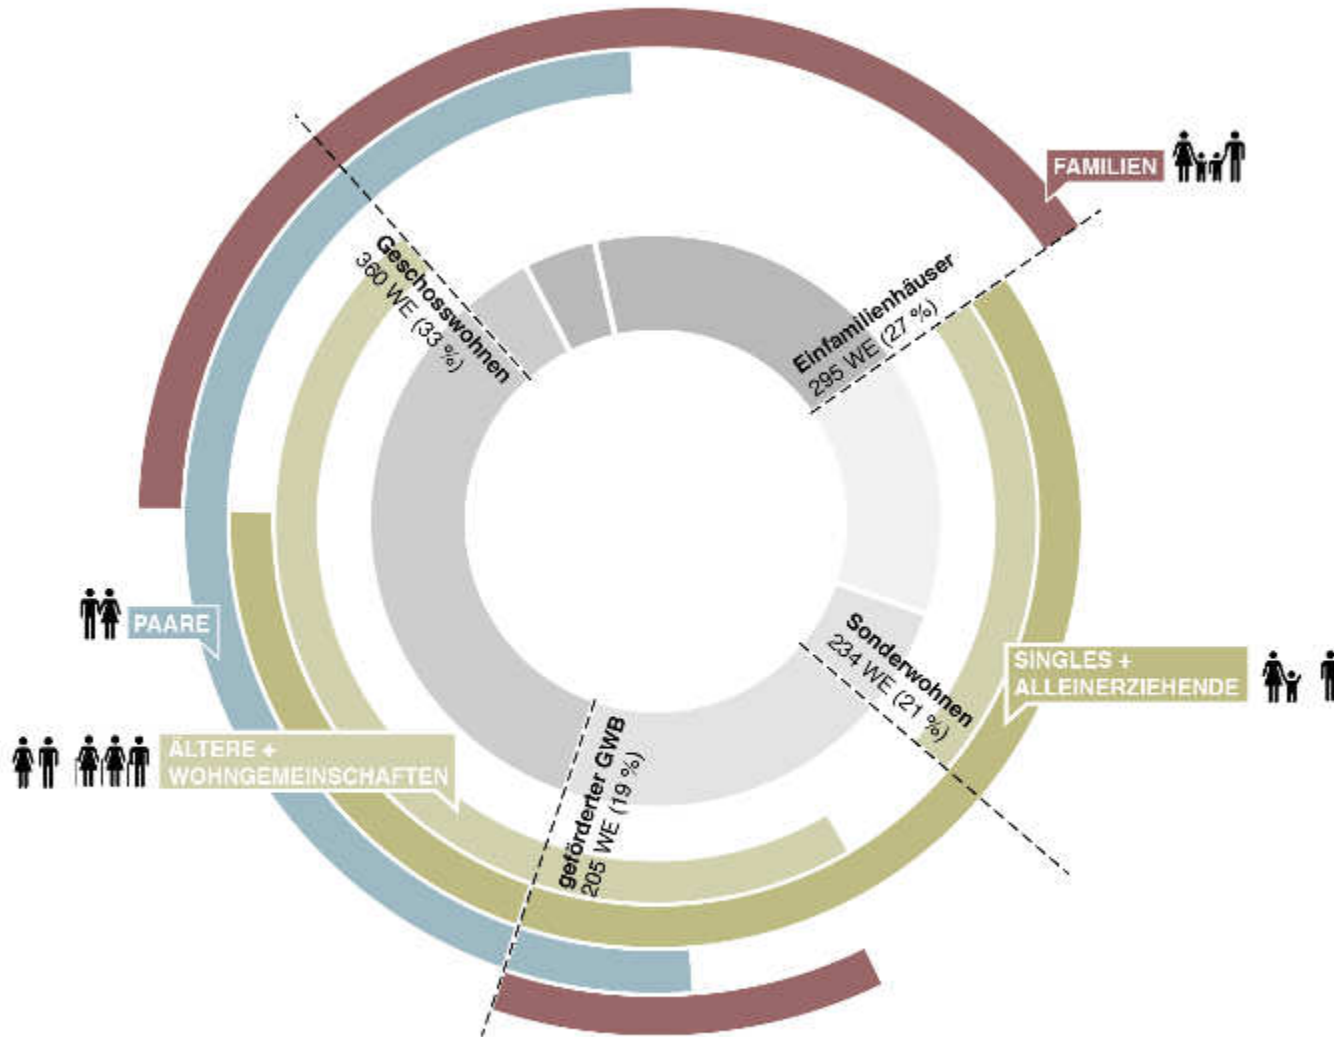 FAMILIEN
Geschosswohnen
360 WE (33 %)
Einfamilienhäuser
295 WE (27 %)
PAARE
Sonderwohnen
234 WE (21 %)
SINGLES +
ALLEINERZIEHENDE
ÄLTERE +
WOHNGEMEINSCHAFTEN
geförderter GWB
205 WE (19 %)